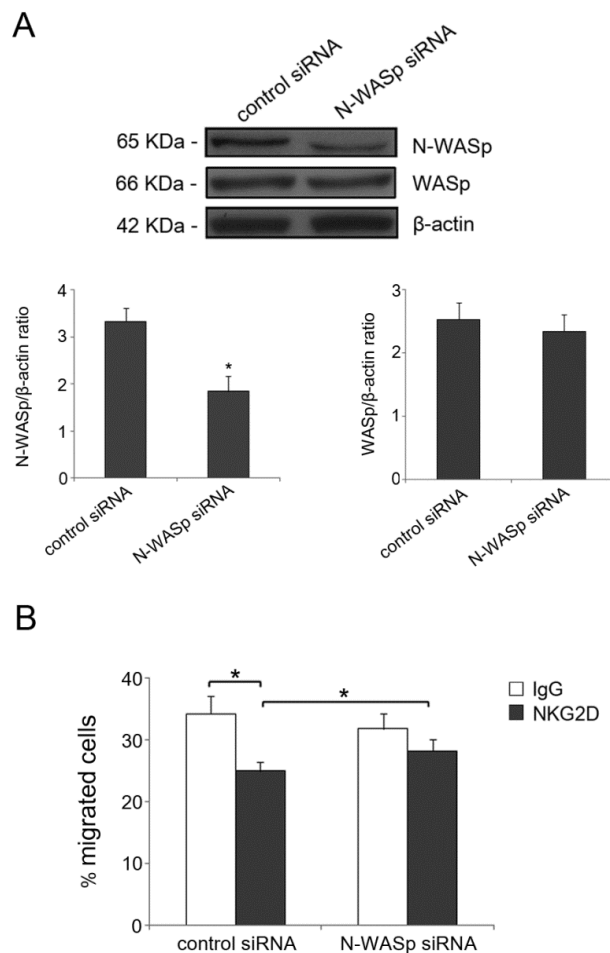 A
control siRNA
N-WASp siRNA
65 KDa - N-WASp
66 KDa - WASp
42 KDa - β-actin
N-WASp/β-actin ratio
4
3
2
1
0
*
control siRNA
N-WASp siRNA
WASp/β-actin ratio
3
2
1
0
control siRNA
N-WASp siRNA
B
% migrated cells
40
30
20
10
0
*
*
IgG
NKG2D
control siRNA
N-WASp siRNA